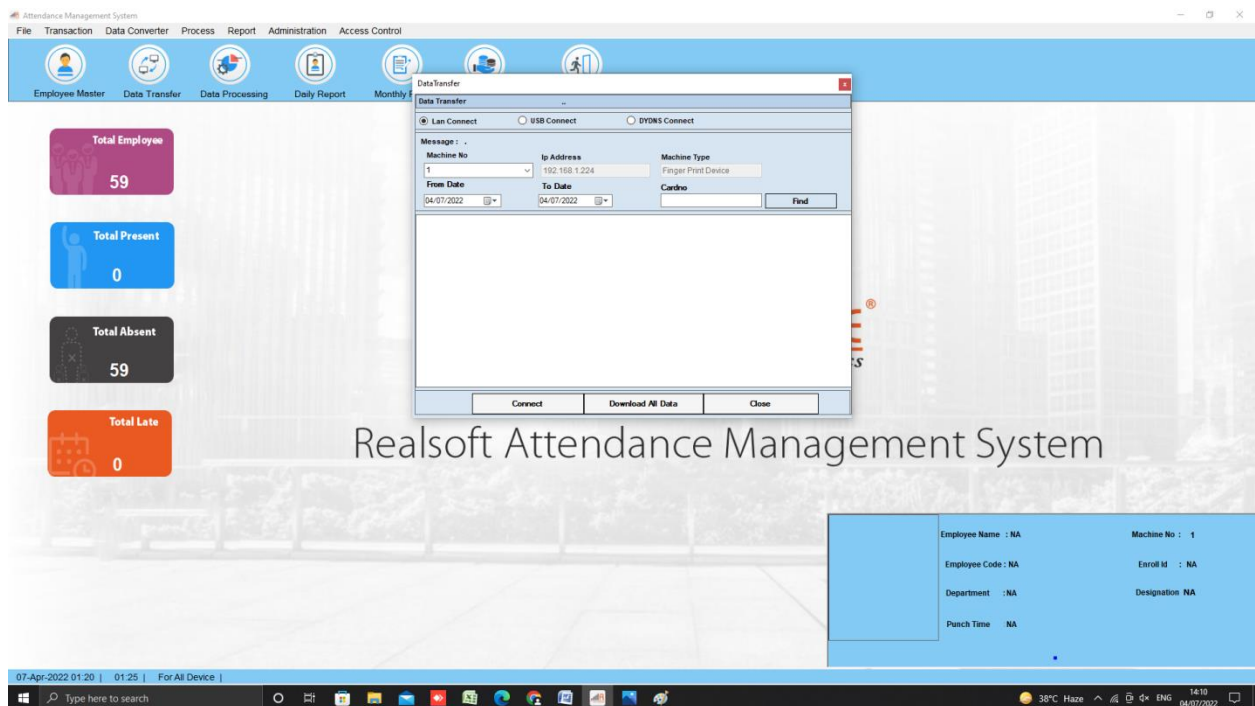 Attendance Management System
File Transaction Data Converter Process Report Administration Access Control
Employee Master Data Transfer Data Processing Daily Report Monthly
DataTransfer
Data Transfer ..
Lan Connect USB Connect DYDNS Connect
Message : .
Machine No Ip Address Machine Type
1 192.168.1.224 Finger Print Device
From Date To Date Cardno
04/07/2022 04/07/2022 Find
Connect Download All Data Close
Total Employee
59
Total Present
0
Total Absent
59
Total Late
0
®
Realsoft Attendance Management System
Employee Name : NA Machine No : 1
Employee Code : NA Enroll Id : NA
Department :NA Designation NA
Punch Time NA
07-Apr-2022 01:20 | 01:25 | For All Device |
Type here to search
38°C Haze ENG 14:10
04/07/2022